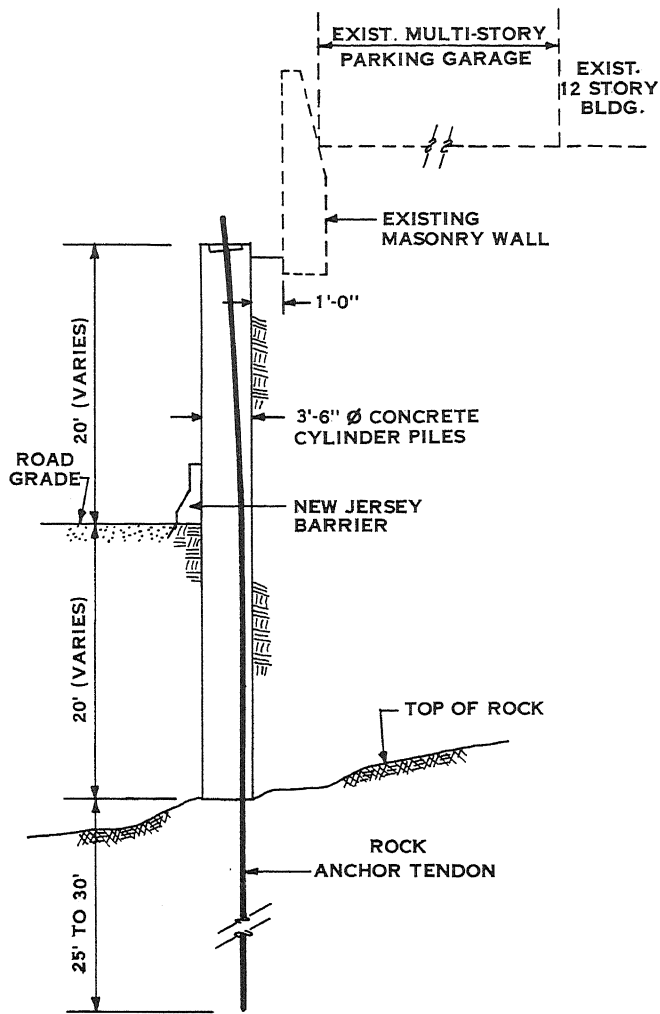 EXIST. MULTI-STORY
PARKING GARAGE
EXIST.
12 STORY
BLDG.
EXISTING
MASONRY WALL
1'-0"
20' (VARIES)
3'-6" Ø CONCRETE
CYLINDER PILES
ROAD
GRADE
NEW JERSEY
BARRIER
20' (VARIES)
TOP OF ROCK
ROCK
ANCHOR TENDON
25' TO 30'